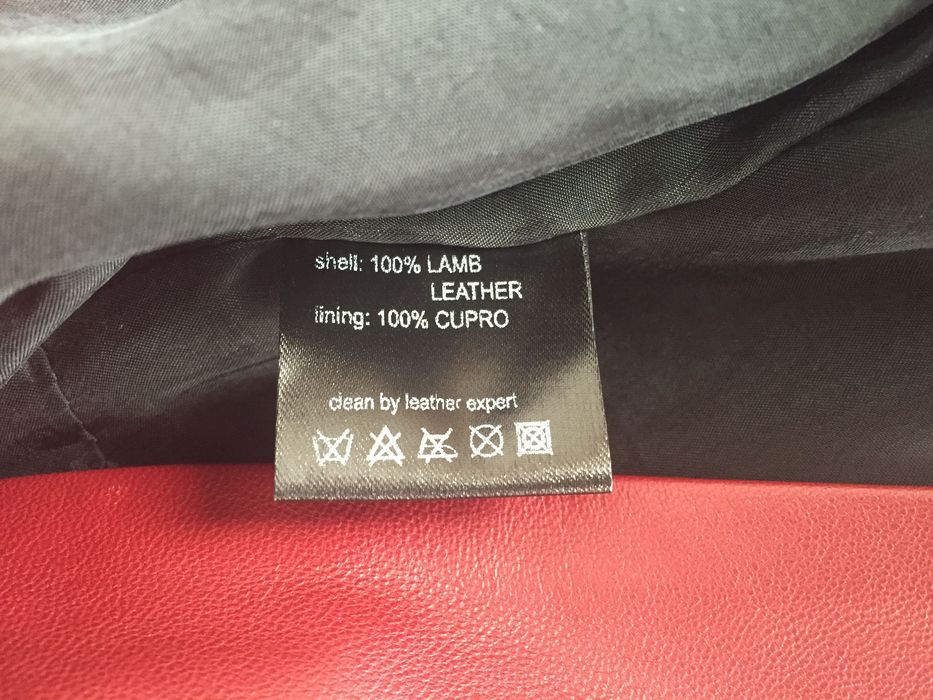 shell: 100% LAMB
LEATHER
lining: 100% CUPRO
clean by leather expert